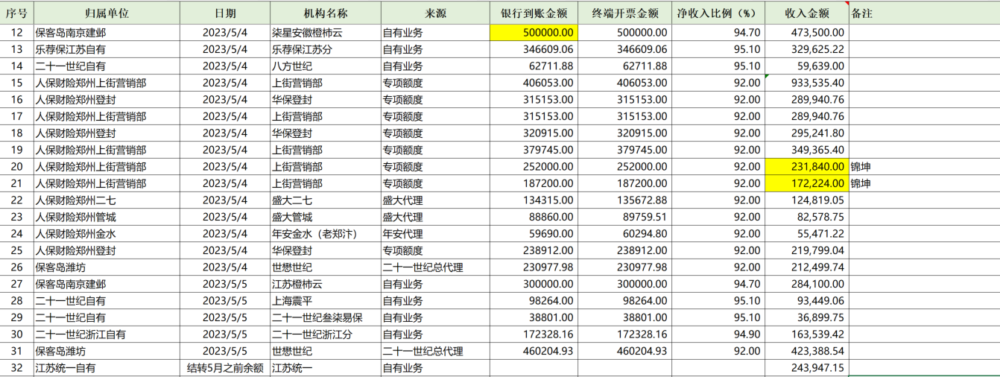 序号 归属单位 日期 机构名称 来源 银行到账金额 终端开票金额 净收入比例（%） 收入金额 备注
12 保客岛南京建邺 2023/5/4 柒星安徽橙柿云 自有业务 500000.00 500000.00 94.70 473,500.00
13 乐荐保江苏自有 2023/5/4 乐荐保江苏分 自有业务 346609.06 346609.06 95.10 329,625.22
14 二十一世纪自有 2023/5/4 八方世纪 自有业务 62711.88 62711.88 95.10 59,639.00
15 人保财险郑州上街营销部 2023/5/4 上街营销部 专项额度 406053.00 406053.00 92.00 933,535.40
16 人保财险郑州登封 2023/5/4 华保登封 专项额度 315153.00 315153.00 92.00 289,940.76
17 人保财险郑州上街营销部 2023/5/4 上街营销部 专项额度 315153.00 315153.00 92.00 289,940.76
18 人保财险郑州登封 2023/5/4 华保登封 专项额度 320915.00 320915.00 92.00 295,241.80
19 人保财险郑州上街营销部 2023/5/4 上街营销部 专项额度 379745.00 379745.00 92.00 349,365.40
20 人保财险郑州上街营销部 2023/5/4 上街营销部 专项额度 252000.00 252000.00 92.00 231,840.00 锦坤
21 人保财险郑州上街营销部 2023/5/4 上街营销部 专项额度 187200.00 187200.00 92.00 172,224.00 锦坤
22 人保财险郑州二七 2023/5/4 盛大二七 盛大代理 134315.00 135672.88 92.00 124,819.05
23 人保财险郑州管城 2023/5/4 盛大管城 盛大代理 88860.00 89759.51 92.00 82,578.75
24 人保财险郑州金水 2023/5/4 年安金水（老郑汴） 年安代理 59690.00 60294.80 92.00 55,471.22
25 人保财险郑州登封 2023/5/4 华保登封 专项额度 238912.00 238912.00 92.00 219,799.04
26 保客岛潍坊 2023/5/4 世懋世纪 二十一世纪总代理 230977.98 230977.98 92.00 212,499.74
27 保客岛南京建邺 2023/5/5 江苏橙柿云 自有业务 300000.00 300000.00 94.70 284,100.00
28 二十一世纪自有 2023/5/5 上海震平 自有业务 98264.00 98264.00 95.10 93,449.06
29 二十一世纪自有 2023/5/5 二十一世纪叁柒易保 自有业务 38801.00 38801.00 95.10 36,899.75
30 二十一世纪浙江自有 2023/5/5 二十一世纪浙江分 自有业务 172328.16 172328.16 94.90 163,539.42
31 保客岛潍坊 2023/5/5 世懋世纪 二十一世纪总代理 460204.93 460204.93 92.00 423,388.54
32 江苏统一自有 结转5月之前余额 江苏统一 自有业务 243,947.15